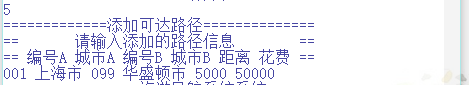 5
=============添加可达路径==============
==       请输入添加的路径信息        ==
== 编号A 城市A 编号B 城市B 距离 花费 ==
001 上海市 099 华盛顿市 5000 50000